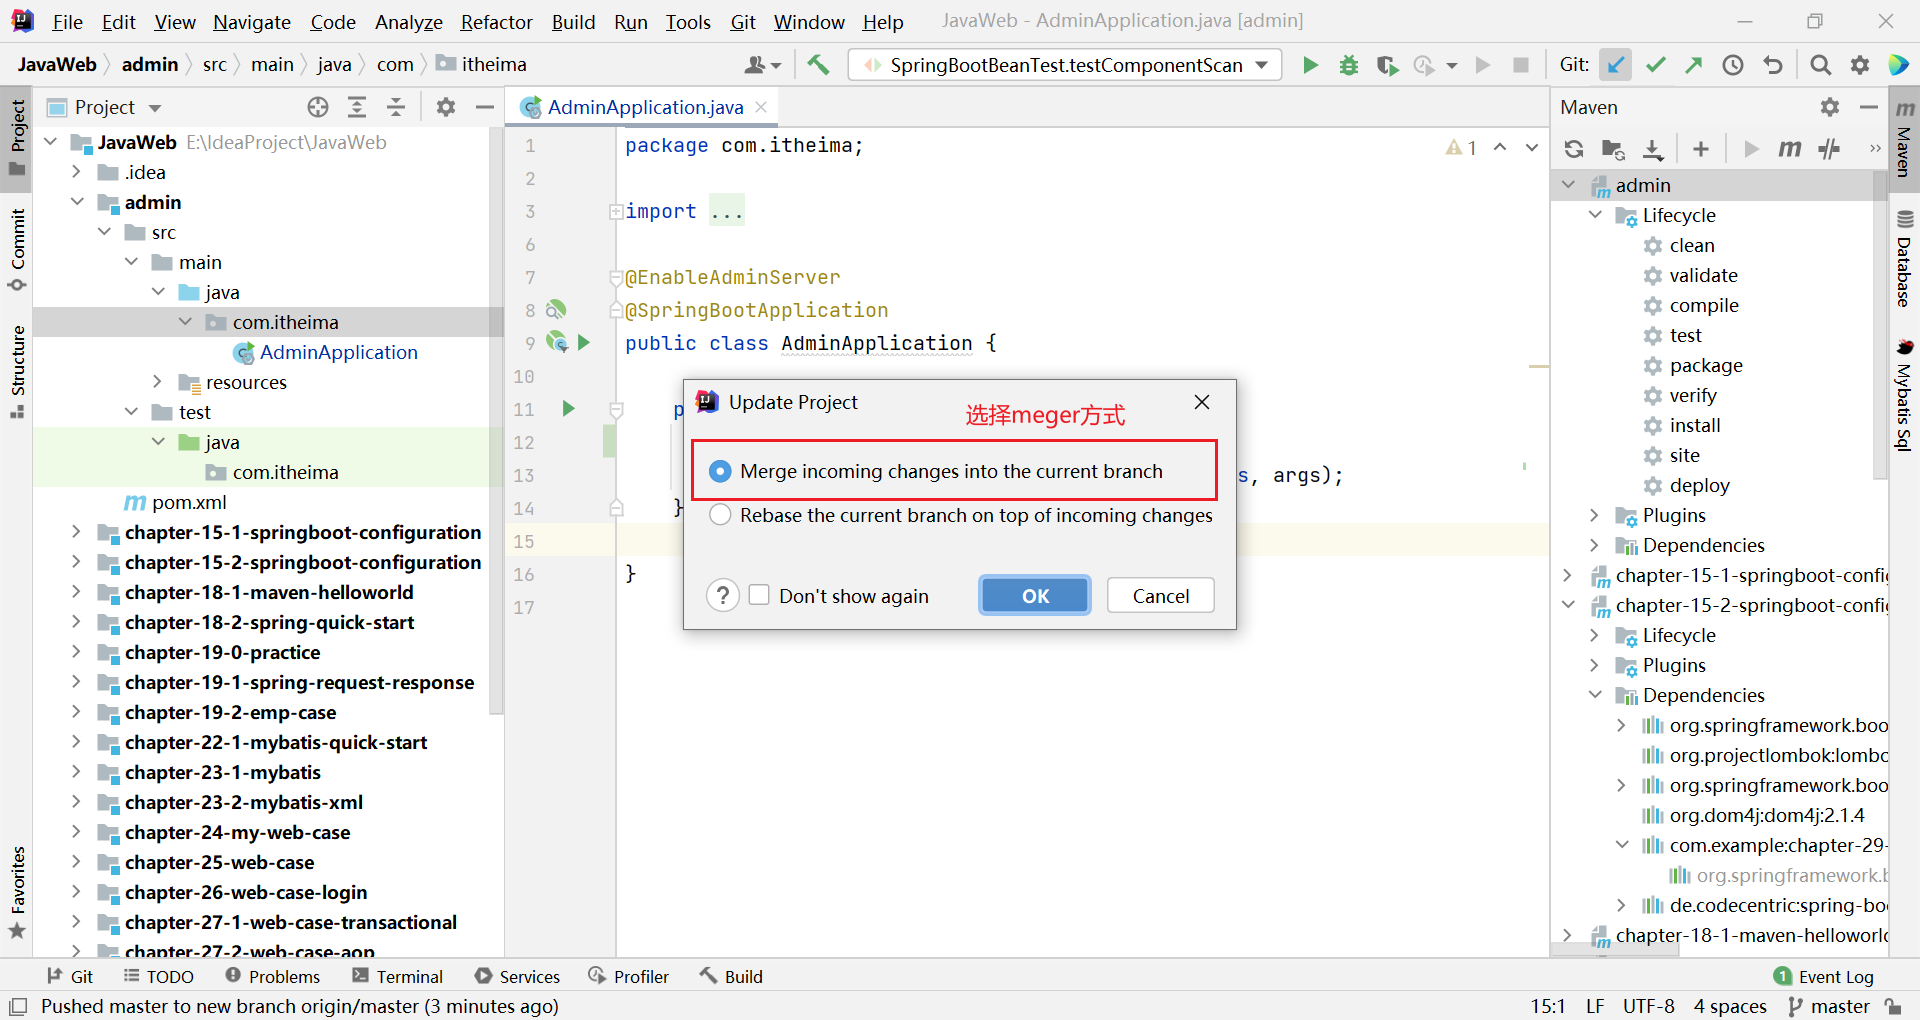 File Edit View Navigate Code Analyze Refactor Build Run Tools Git Window Help JavaWeb - AdminApplication.java [admin]
JavaWeb admin src main java com itheima SpringBootBeanTest.testComponentScan Git:
Project
AdminApplication.java
Maven
Project
Commit
Structure
Favorites
JavaWeb E:\IdeaProject\JavaWeb
.idea
admin
src
main
java
com.itheima
AdminApplication
resources
test
java
com.itheima
pom.xml
chapter-15-1-springboot-configuration
chapter-15-2-springboot-configuration
chapter-18-1-maven-helloworld
chapter-18-2-spring-quick-start
chapter-19-0-practice
chapter-19-1-spring-request-response
chapter-19-2-emp-case
chapter-22-1-mybatis-quick-start
chapter-23-1-mybatis
chapter-23-2-mybatis-xml
chapter-24-my-web-case
chapter-25-web-case
chapter-26-web-case-login
chapter-27-1-web-case-transactional
chapter-27-2-web-case-aop
1 package com.itheima;
1
2
3 import ...
6
7 @EnableAdminServer
8 @SpringBootApplication
9 public class AdminApplication {
10
11 p
12
13 s, args);
14 }
15
16 }
17
Update Project
选择meger方式
Merge incoming changes into the current branch
Rebase the current branch on top of incoming changes
? Don't show again OK Cancel
m
admin
Lifecycle
clean
validate
compile
test
package
verify
install
site
deploy
Plugins
Dependencies
chapter-15-1-springboot-config
chapter-15-2-springboot-config
Lifecycle
Plugins
Dependencies
org.springframework.boo
org.projectlombok:lombo
org.springframework.boo
org.dom4j:dom4j:2.1.4
com.example:chapter-29-
org.springframework.b
de.codecentric:spring-bo
chapter-18-1-maven-helloworld
m Maven
Database
Mybatis Sql
Git TODO Problems Terminal Services Profiler Build 1 Event Log
Pushed master to new branch origin/master (3 minutes ago) 15:1 LF UTF-8 4 spaces master